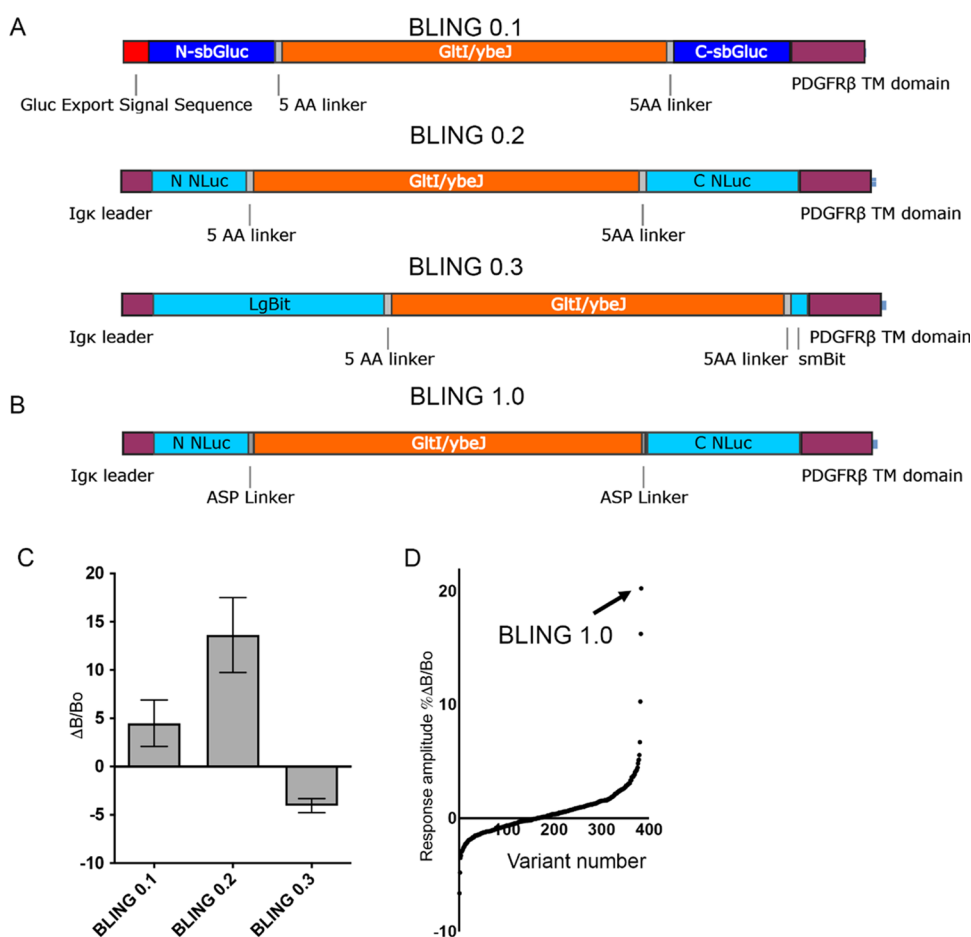 A
BLING 0.1
N-sbGluc
GltI/ybeJ
C-sbGluc
PDGFRβ TM domain
Gluc Export Signal Sequence
5 AA linker
5AA linker
BLING 0.2
N NLuc
GltI/ybeJ
C NLuc
Igκ leader
PDGFRβ TM domain
5 AA linker
5AA linker
BLING 0.3
LgBit
GltI/ybeJ
Igκ leader
PDGFRβ TM domain
5 AA linker
5AA linker
smBit
B
BLING 1.0
N NLuc
GltI/ybeJ
C NLuc
Igκ leader
PDGFRβ TM domain
ASP Linker
ASP Linker
C
ΔB/Bo
20
15
10
5
0
-5
-10
BLING 0.1
BLING 0.2
BLING 0.3
D
Response amplitude %ΔB/Bo
20
10
0
-10
BLING 1.0
100
200
300
400
Variant number